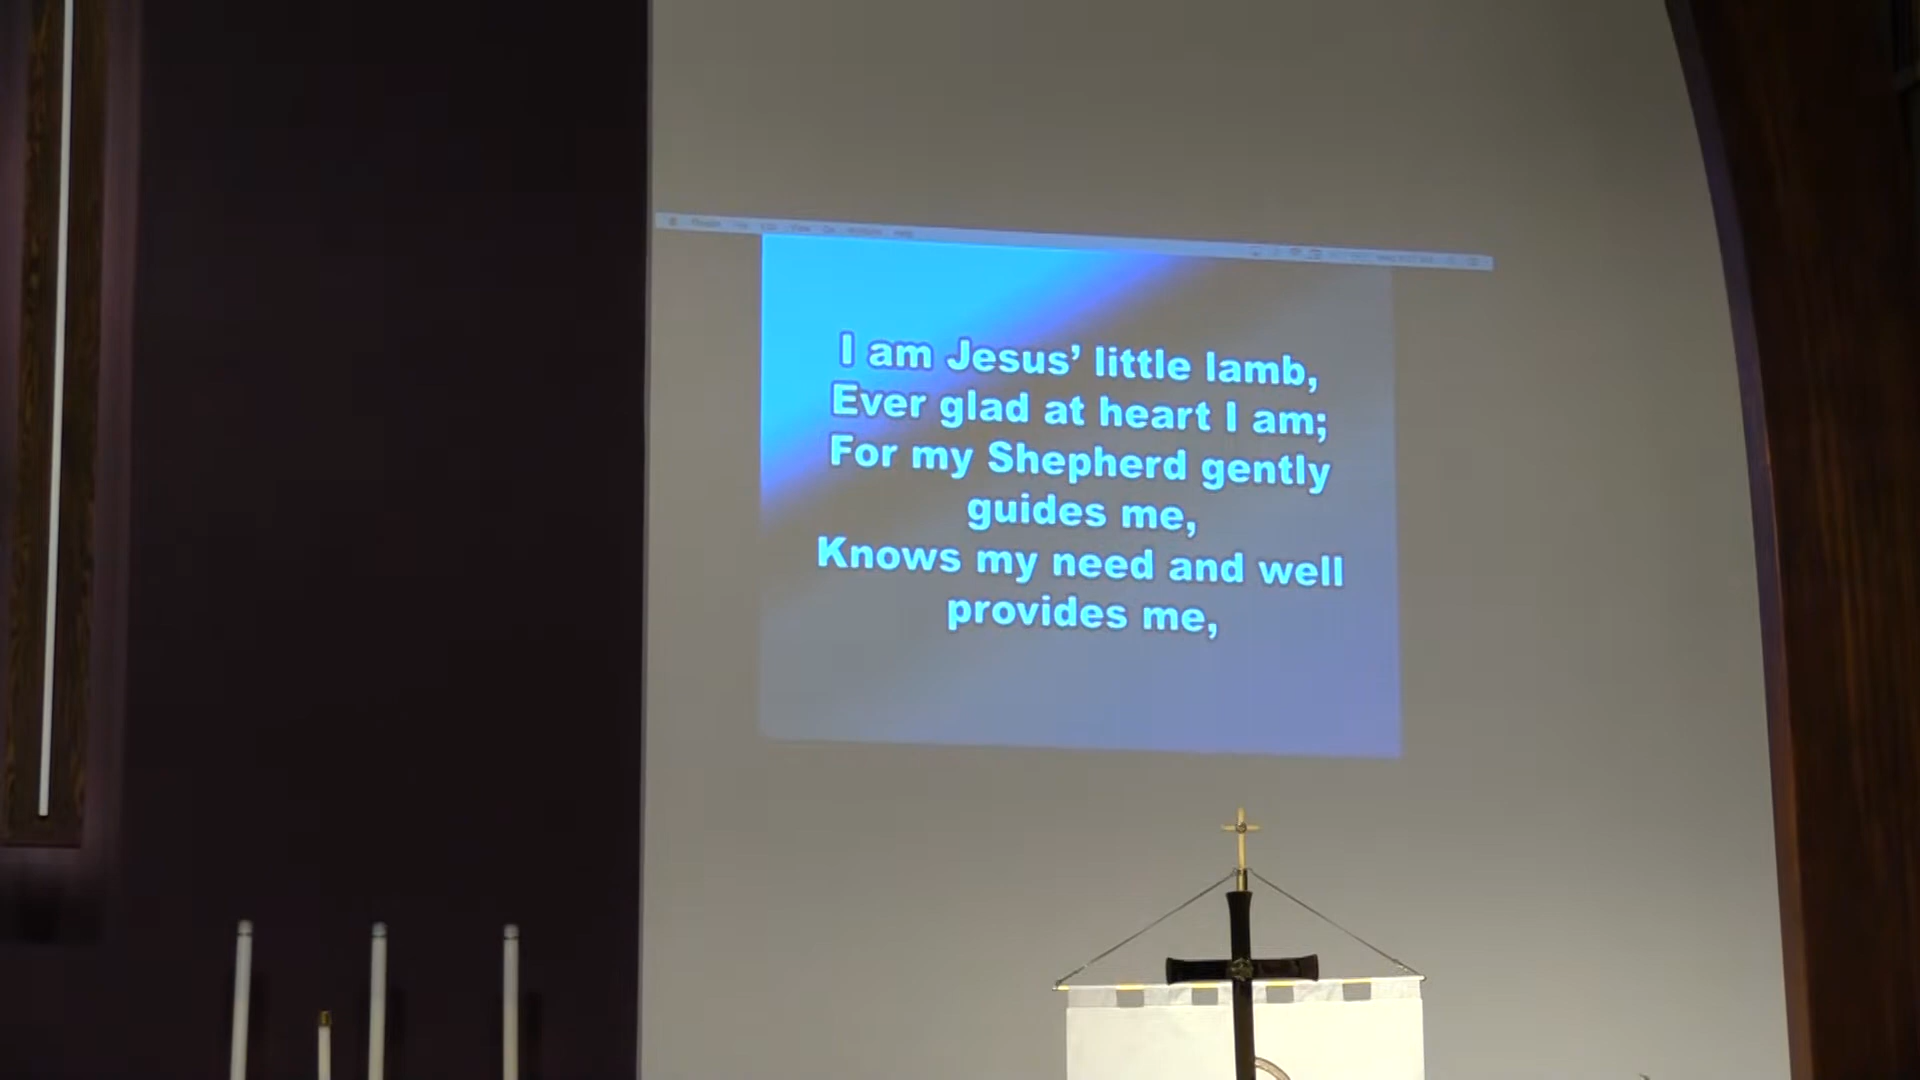 I am Jesus’ little lamb,
Ever glad at heart I am;
For my Shepherd gently
guides me,
Knows my need and well
provides me,